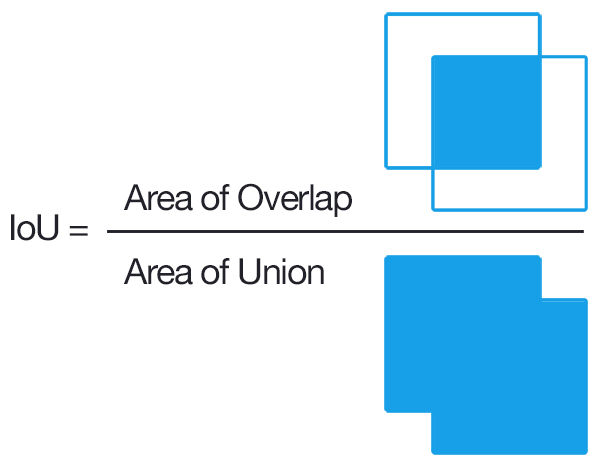 Area of Overlap
IoU =
Area of Union